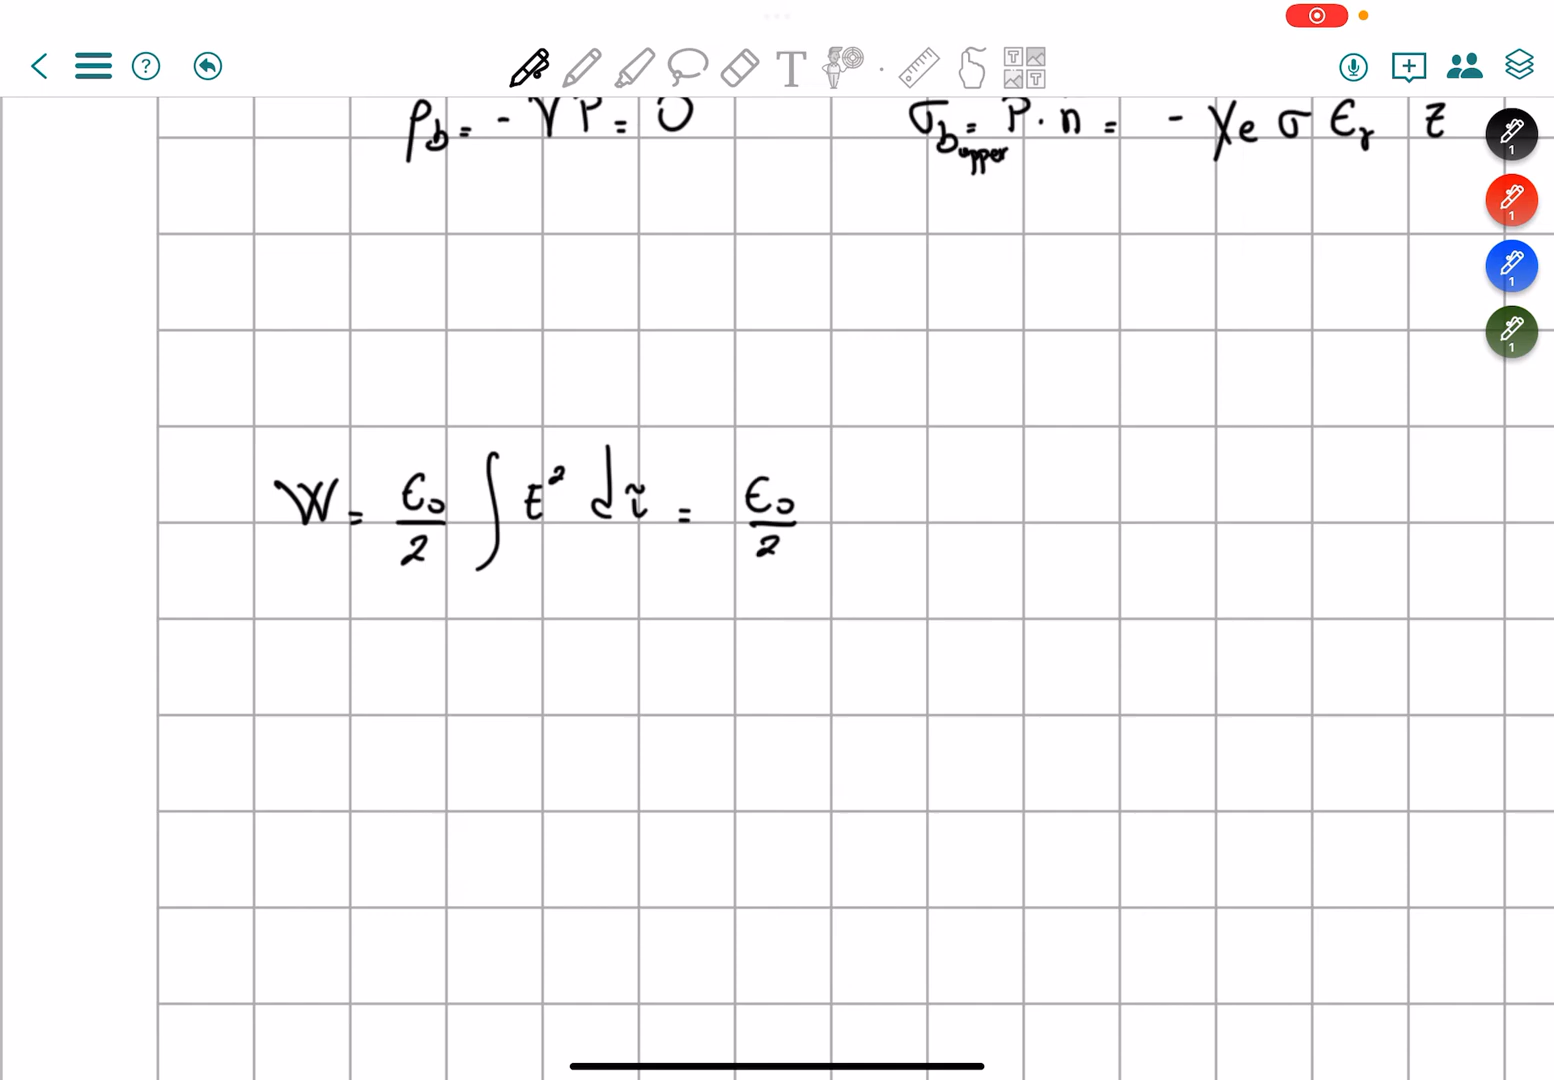 ρb = - ∇P = 0 σb upper = P · n = - χe σ εr z
W = ε0/2 ∫ E² dτ = ε0/2